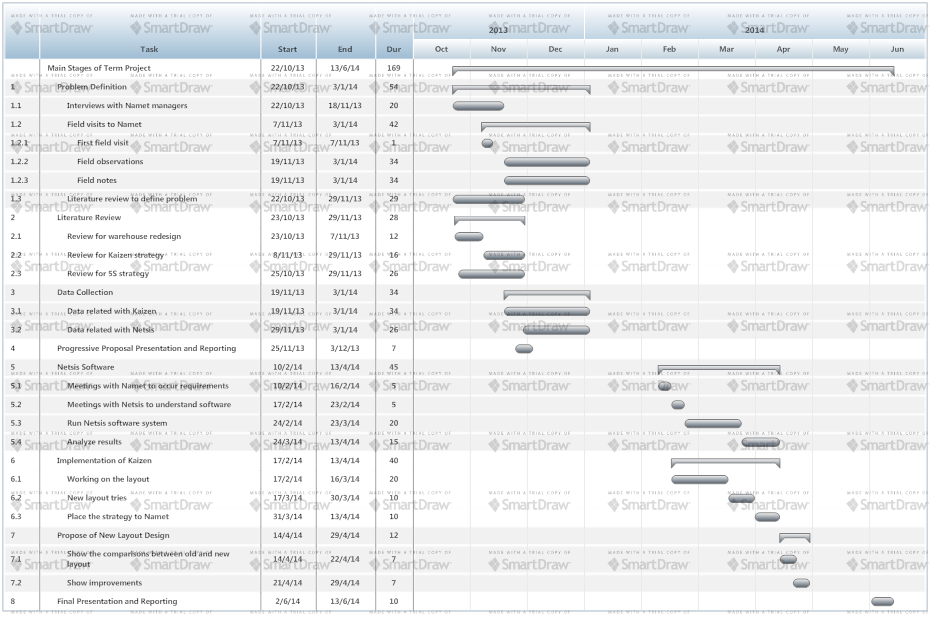 2013 2014
Task Start End Dur Oct Nov Dec Jan Feb Mar Apr May Jun
Main Stages of Term Project 22/10/13 13/6/14 169
1 Problem Definition 22/10/13 3/1/14 54
1.1 Interviews with Namet managers 22/10/13 18/11/13 20
1.2 Field visits to Namet 7/11/13 3/1/14 42
1.2.1 First field visit 7/11/13 7/11/13 1
1.2.2 Field observations 19/11/13 3/1/14 34
1.2.3 Field notes 19/11/13 3/1/14 34
1.3 Literature review to define problem 22/10/13 29/11/13 29
2 Literature Review 23/10/13 29/11/13 28
2.1 Review for warehouse redesign 23/10/13 7/11/13 12
2.2 Review for Kaizen strategy 8/11/13 29/11/13 16
2.3 Review for 5S strategy 25/10/13 29/11/13 26
3 Data Collection 19/11/13 3/1/14 34
3.1 Data related with Kaizen 19/11/13 3/1/14 34
3.2 Data related with Netsis 29/11/13 3/1/14 26
4 Progressive Proposal Presentation and Reporting 25/11/13 3/12/13 7
5 Netsis Software 10/2/14 13/4/14 45
5.1 Meetings with Namet to occur requirements 10/2/14 16/2/14 5
5.2 Meetings with Netsis to understand software 17/2/14 23/2/14 5
5.3 Run Netsis software system 24/2/14 23/3/14 20
5.4 Analyze results 24/3/14 13/4/14 15
6 Implementation of Kaizen 17/2/14 13/4/14 40
6.1 Working on the layout 17/2/14 16/3/14 20
6.2 New layout tries 17/3/14 30/3/14 10
6.3 Place the strategy to Namet 31/3/14 13/4/14 10
7 Propose of New Layout Design 14/4/14 29/4/14 12
7.1 Show the comparisons between old and new layout 14/4/14 22/4/14 7
7.2 Show improvements 21/4/14 29/4/14 7
8 Final Presentation and Reporting 2/6/14 13/6/14 10
MADE WITH A TRIAL COPY OF
SmartDraw